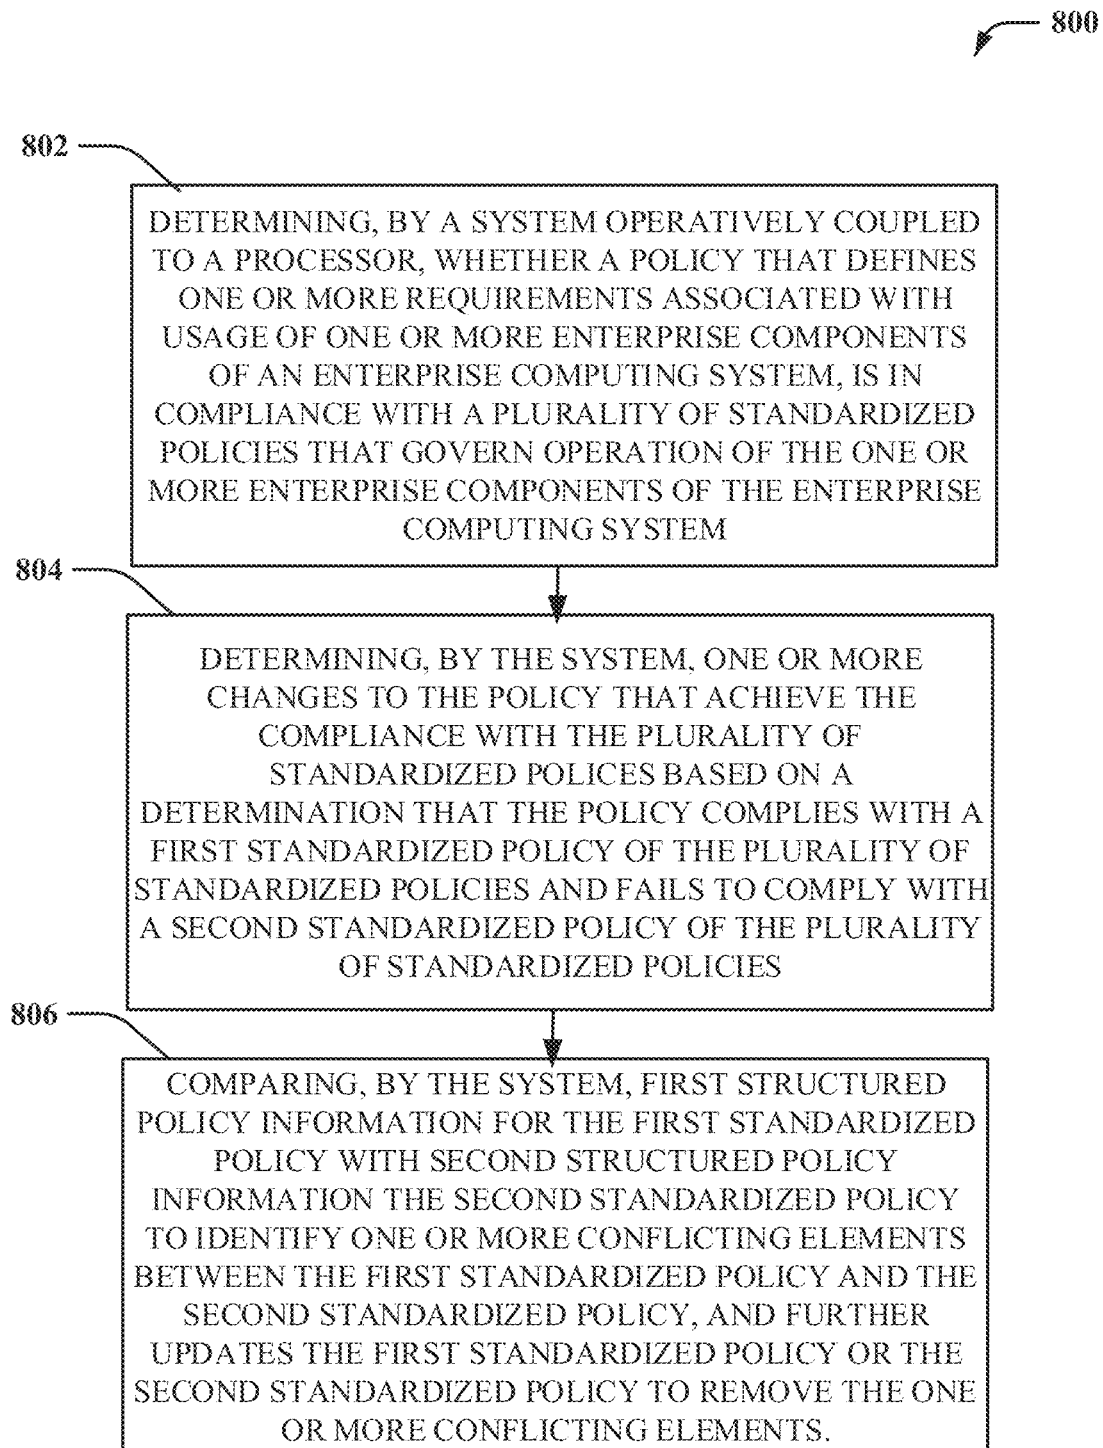 800
802
DETERMINING, BY A SYSTEM OPERATIVELY COUPLED
TO A PROCESSOR, WHETHER A POLICY THAT DEFINES
ONE OR MORE REQUIREMENTS ASSOCIATED WITH
USAGE OF ONE OR MORE ENTERPRISE COMPONENTS
OF AN ENTERPRISE COMPUTING SYSTEM, IS IN
COMPLIANCE WITH A PLURALITY OF STANDARDIZED
POLICIES THAT GOVERN OPERATION OF THE ONE OR
MORE ENTERPRISE COMPONENTS OF THE ENTERPRISE
COMPUTING SYSTEM
804
DETERMINING, BY THE SYSTEM, ONE OR MORE
CHANGES TO THE POLICY THAT ACHIEVE THE
COMPLIANCE WITH THE PLURALITY OF
STANDARDIZED POLICES BASED ON A
DETERMINATION THAT THE POLICY COMPLIES WITH A
FIRST STANDARDIZED POLICY OF THE PLURALITY OF
STANDARDIZED POLICIES AND FAILS TO COMPLY WITH
A SECOND STANDARDIZED POLICY OF THE PLURALITY
OF STANDARDIZED POLICIES
806
COMPARING, BY THE SYSTEM, FIRST STRUCTURED
POLICY INFORMATION FOR THE FIRST STANDARDIZED
POLICY WITH SECOND STRUCTURED POLICY
INFORMATION THE SECOND STANDARDIZED POLICY
TO IDENTIFY ONE OR MORE CONFLICTING ELEMENTS
BETWEEN THE FIRST STANDARDIZED POLICY AND THE
SECOND STANDARDIZED POLICY, AND FURTHER
UPDATES THE FIRST STANDARDIZED POLICY OR THE
SECOND STANDARDIZED POLICY TO REMOVE THE ONE
OR MORE CONFLICTING ELEMENTS.